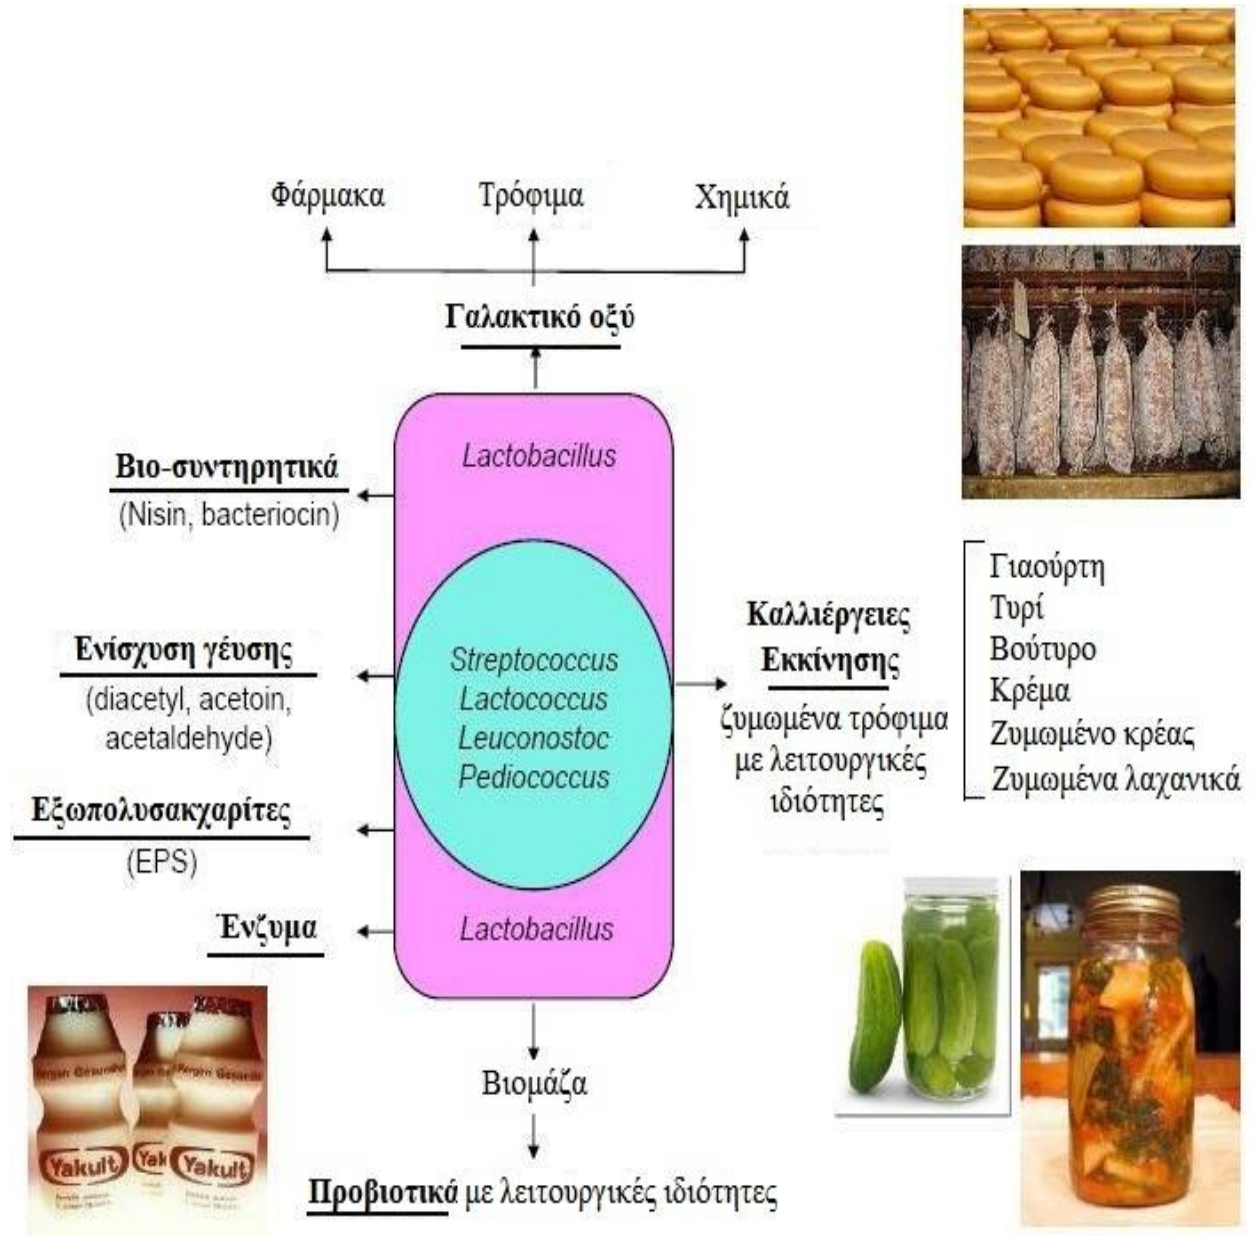 Φάρμακα
Τρόφιμα
Χημικά
Γαλακτικό οξύ
Lactobacillus
Βιο-συντηρητικά
(Nisin, bacteriocin)
Ενίσχυση γέυσης
(diacetyl, acetoin,
acetaldehyde)
Εξωπολυσακχαρίτες
(EPS)
Ένζυμα
Streptococcus
Lactococcus
Leuconostoc
Pediococcus
Lactobacillus
Καλλιέργειες
Εκκίνησης
ζυμωμένα τρόφιμα
με λειτουργικές
ιδιότητες
Γιαούρτη
Τυρί
Βούτυρο
Κρέμα
Ζυμωμένο κρέας
Ζυμωμένα λαχανικά
Βιομάζα
Προβιοτικά με λειτουργικές ιδιότητες
Yakult
Yak
Yakult